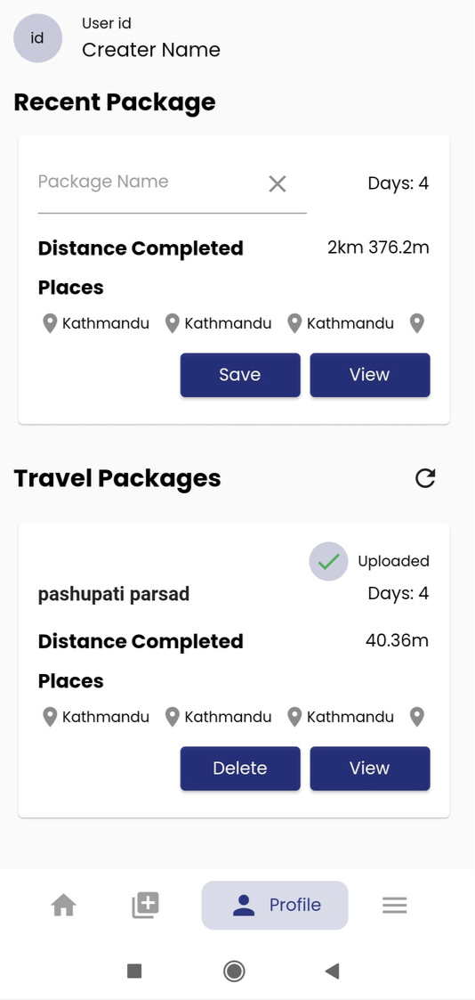 id
User id
Creater Name
Recent Package
Package Name
Days: 4
Distance Completed
2km 376.2m
Places
Kathmandu Kathmandu Kathmandu
Save View
Travel Packages
Uploaded
pashupati parsad
Days: 4
Distance Completed
40.36m
Places
Kathmandu Kathmandu Kathmandu
Delete View
Profile